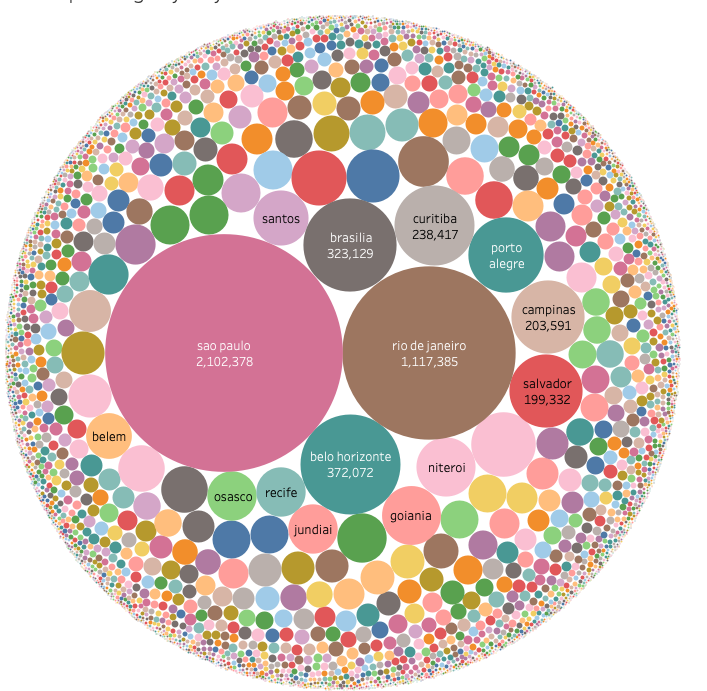 santos
brasilia
323,129
curitiba
238,417
porto
alegre
sao paulo
2,102,378
rio de janeiro
1,117,385
campinas
203,591
salvador
199,332
belem
belo horizonte
372,072
niteroi
osasco
recife
jundiai
goiania